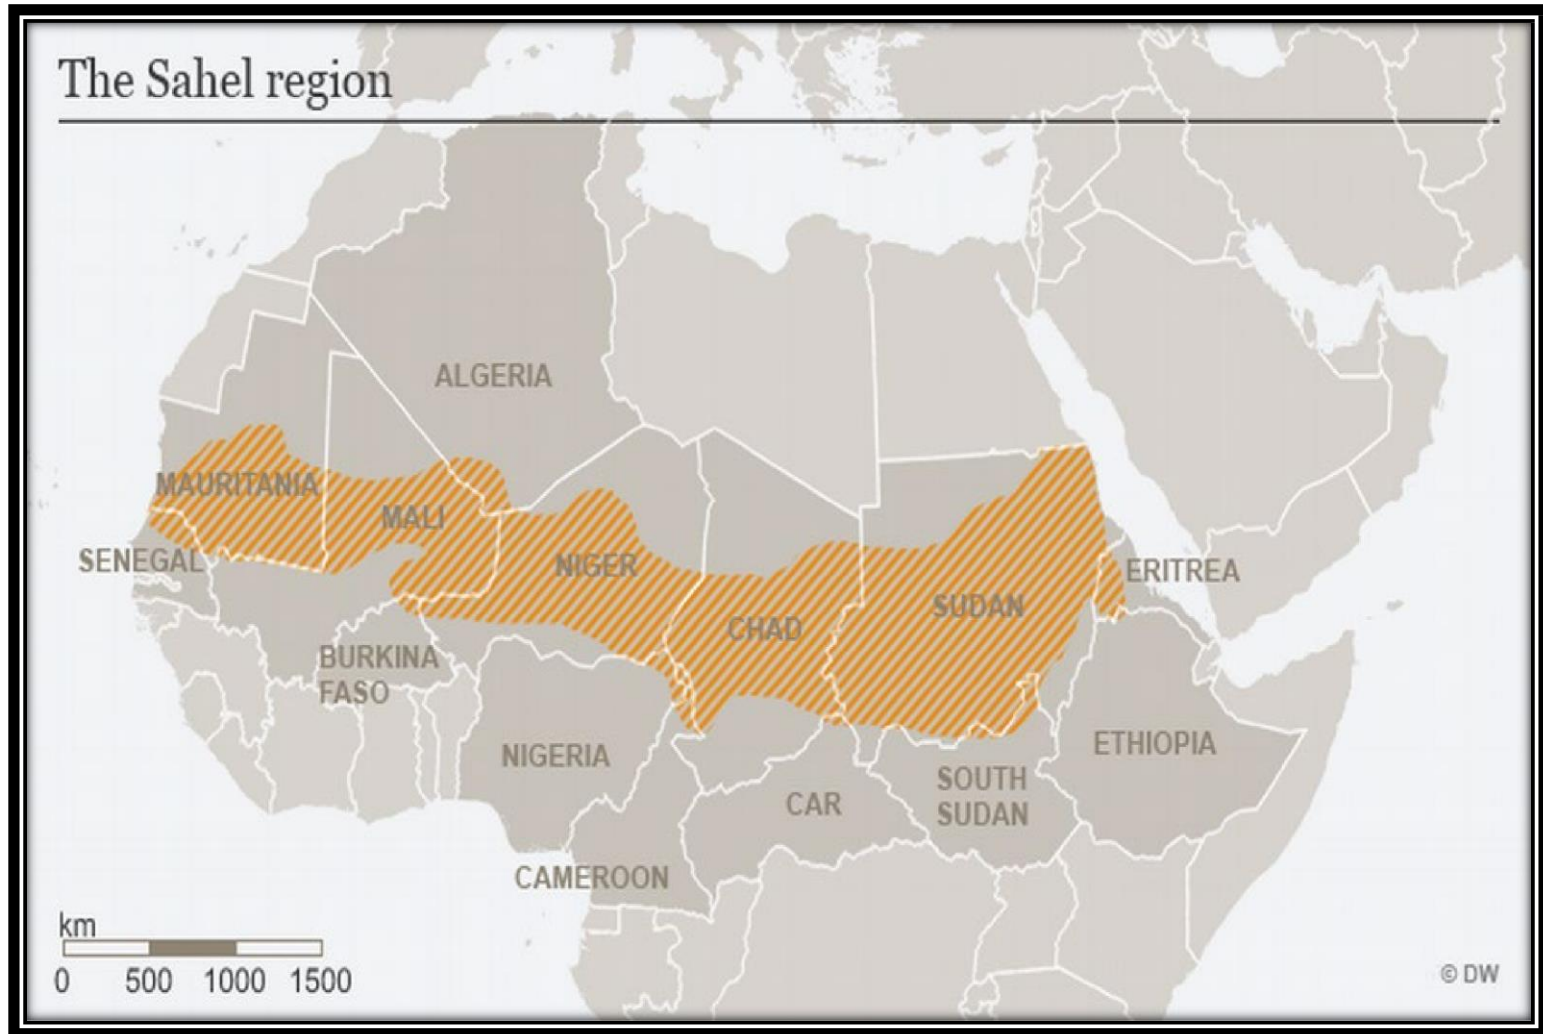 The Sahel region
ALGERIA
MAURITANIA
MALI
SENEGAL
NIGER
ERITREA
SUDAN
CHAD
BURKINA
FASO
NIGERIA
ETHIOPIA
SOUTH
SUDAN
CAR
CAMEROON
km
0 500 1000 1500
© DW